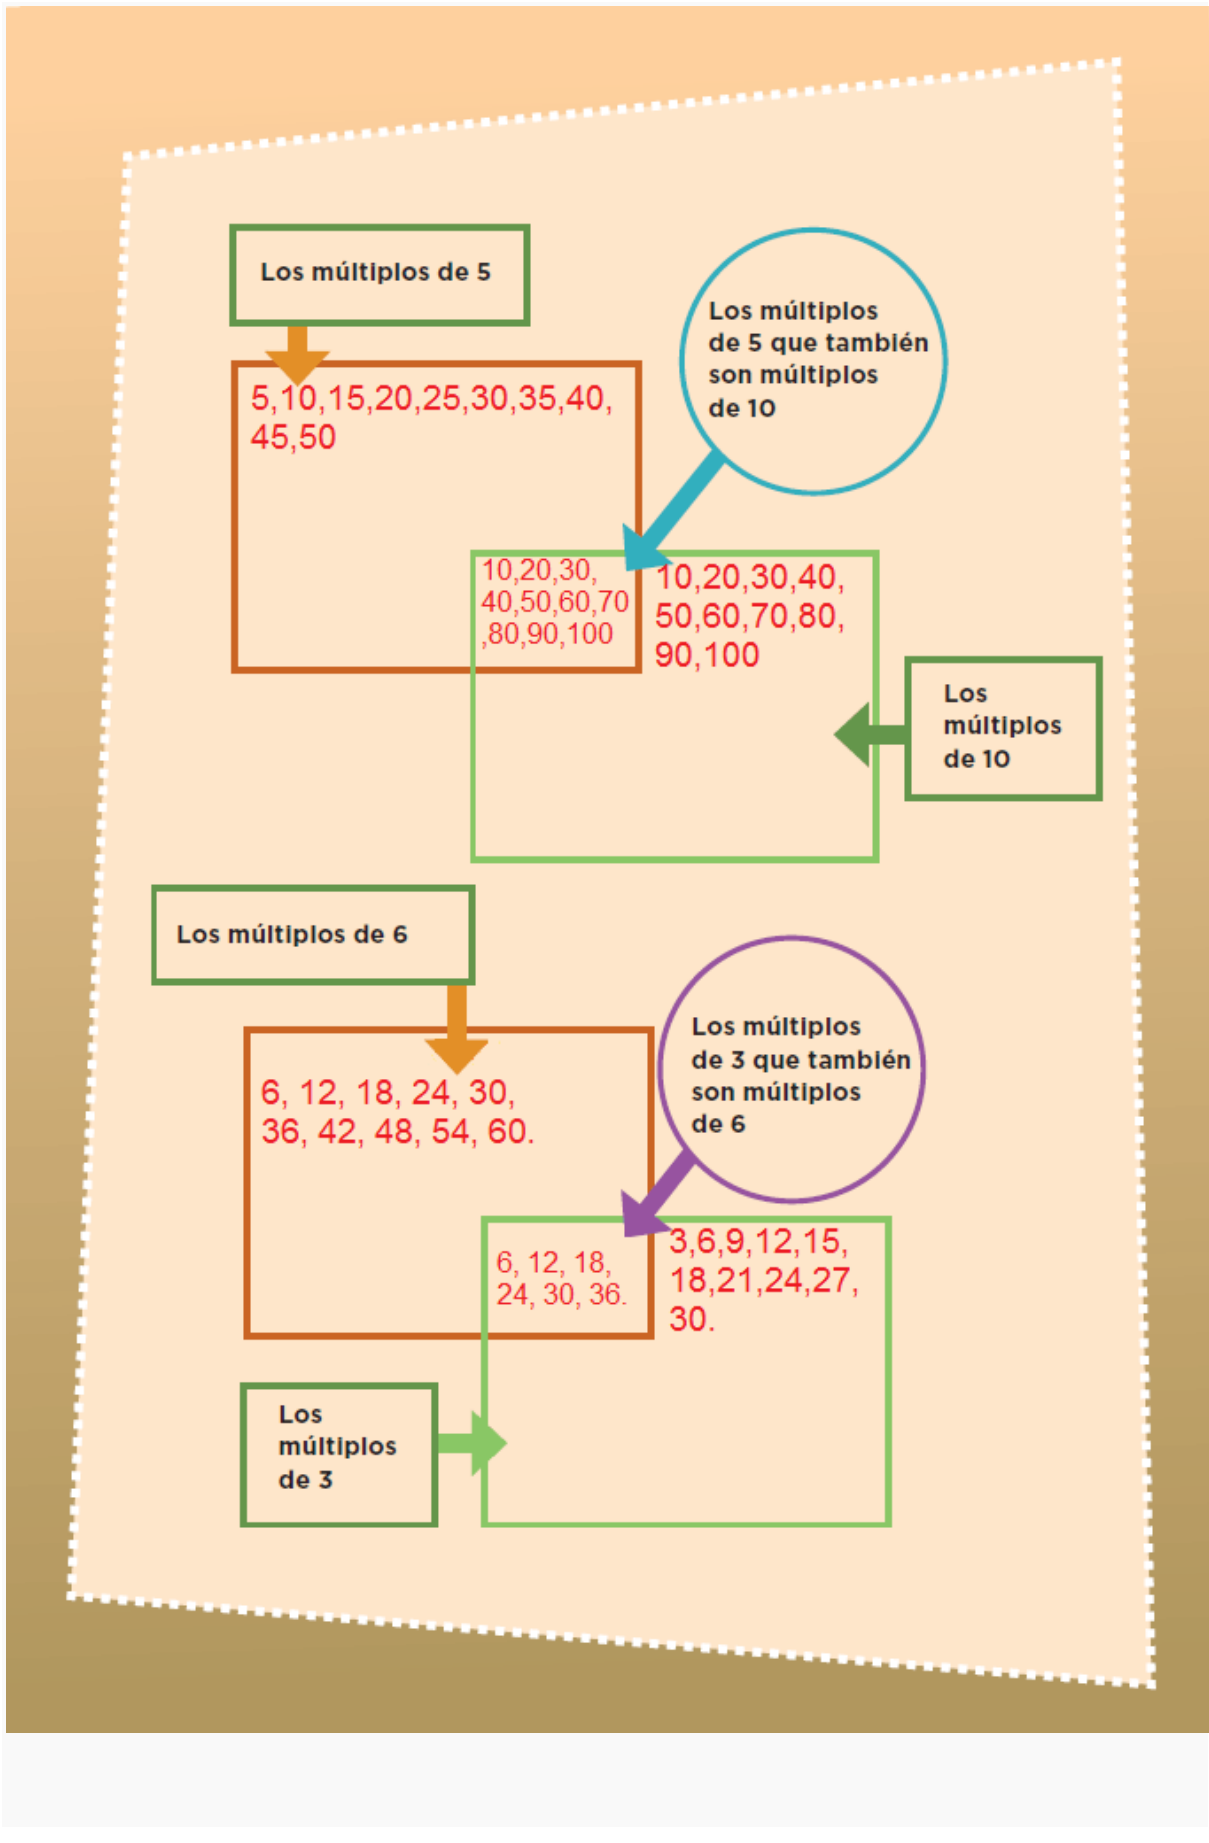 Los múltiplos de 5
Los múltiplos
de 5 que también
son múltiplos
de 10
5,10,15,20,25,30,35,40,
45,50
10,20,30,
40,50,60,70
,80,90,100
10,20,30,40,
50,60,70,80,
90,100
Los
múltiplos
de 10
Los múltiplos de 6
Los múltiplos
de 3 que también
son múltiplos
de 6
6, 12, 18, 24, 30,
36, 42, 48, 54, 60.
6, 12, 18,
24, 30, 36.
3,6,9,12,15,
18,21,24,27,
30.
Los
múltiplos
de 3